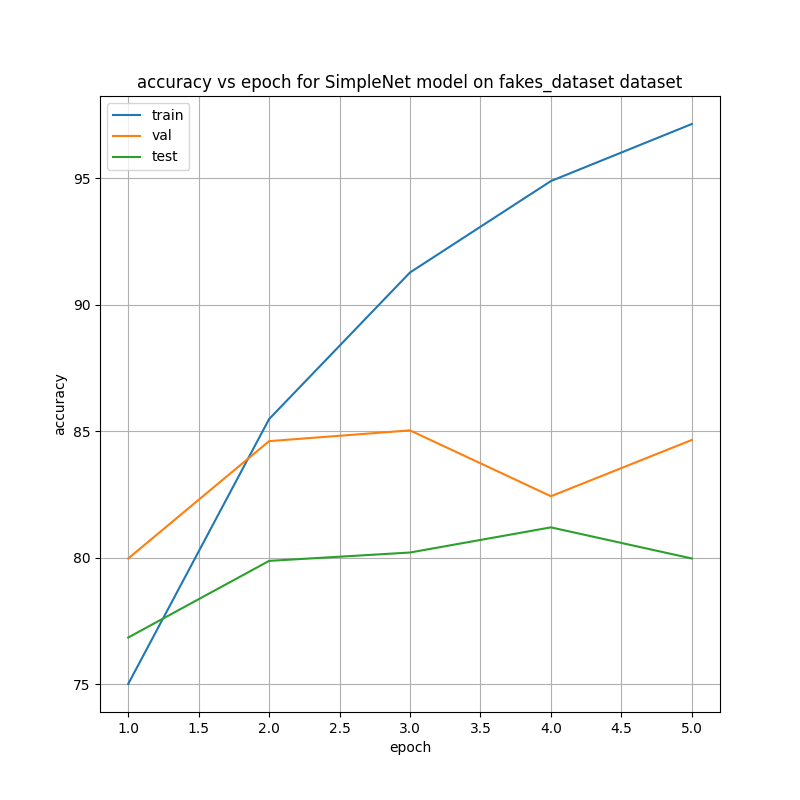 accuracy vs epoch for SimpleNet model on fakes_dataset dataset
train
val
test
95
90
85
80
75
accuracy
1.0 1.5 2.0 2.5 3.0 3.5 4.0 4.5 5.0
epoch